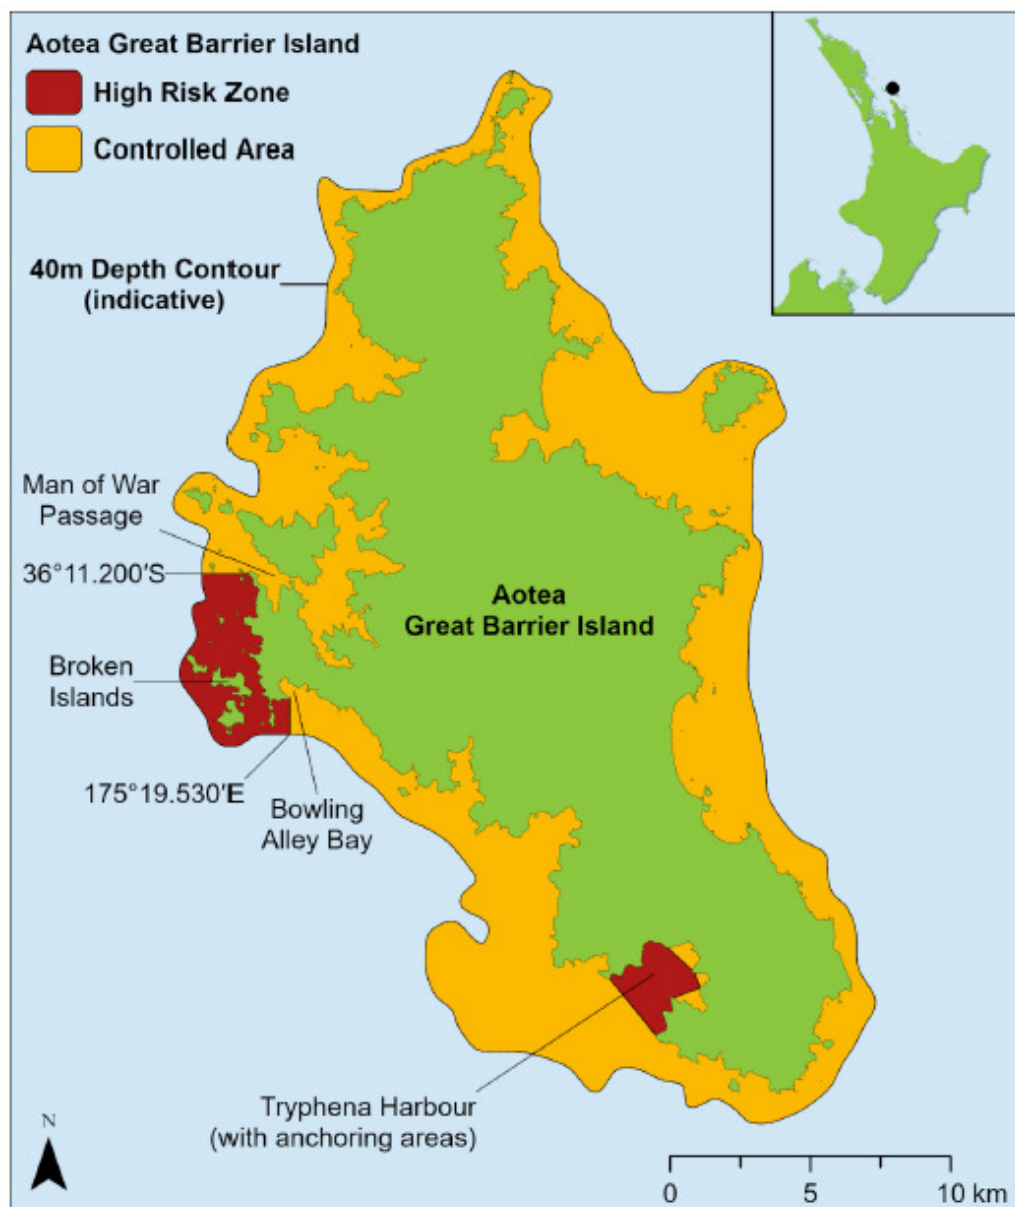 Aotea Great Barrier Island
High Risk Zone
Controlled Area
40m Depth Contour
(indicative)
Man of War
Passage
36°11.200'S
Aotea
Great Barrier Island
Broken
Islands
175°19.530'E
Bowling
Alley Bay
Tryphena Harbour
(with anchoring areas)
N
0 5 10 km